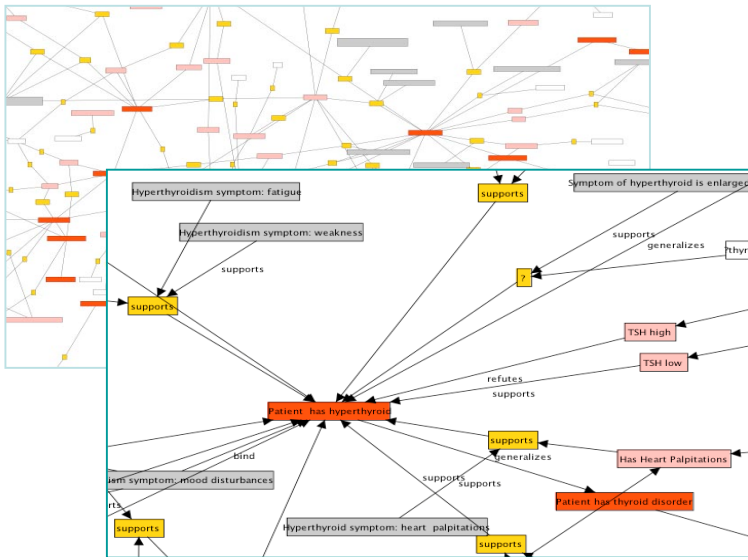 Hyperthyroidism symptom: fatigue
supports
Symptom of hyperthyroid is enlarged
Hyperthyroidism symptom: weakness
supports
generalizes
supports
?
supports
TSH high
TSH low
refutes
supports
Patient has hyperthyroid
supports
bind
generalizes
Has Heart Palpitations
ism symptom: mood disturbances
supports
supports
Patient has thyroid disorder
rts
supports
Hyperthyroid symptom: heart palpitations
supports